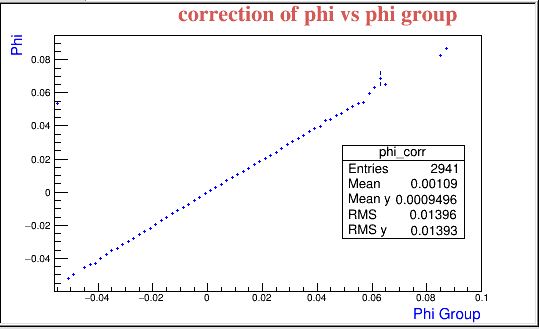 correction of phi vs phi group
Phi
0.08
0.06
0.04
0.02
0
−0.02
−0.04
phi_corr
Entries 2941
Mean 0.00109
Mean y 0.0009496
RMS 0.01396
RMS y 0.01393
−0.04 −0.02 0 0.02 0.04 0.06 0.08 0.1
Phi Group